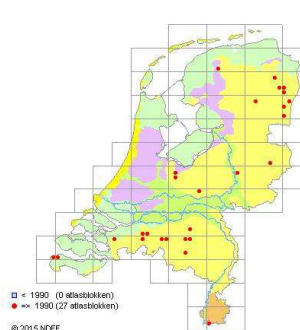 < 1990 (0 atlasblokken)
=> 1990 (27 atlasblokken)
© 2015 NDFF